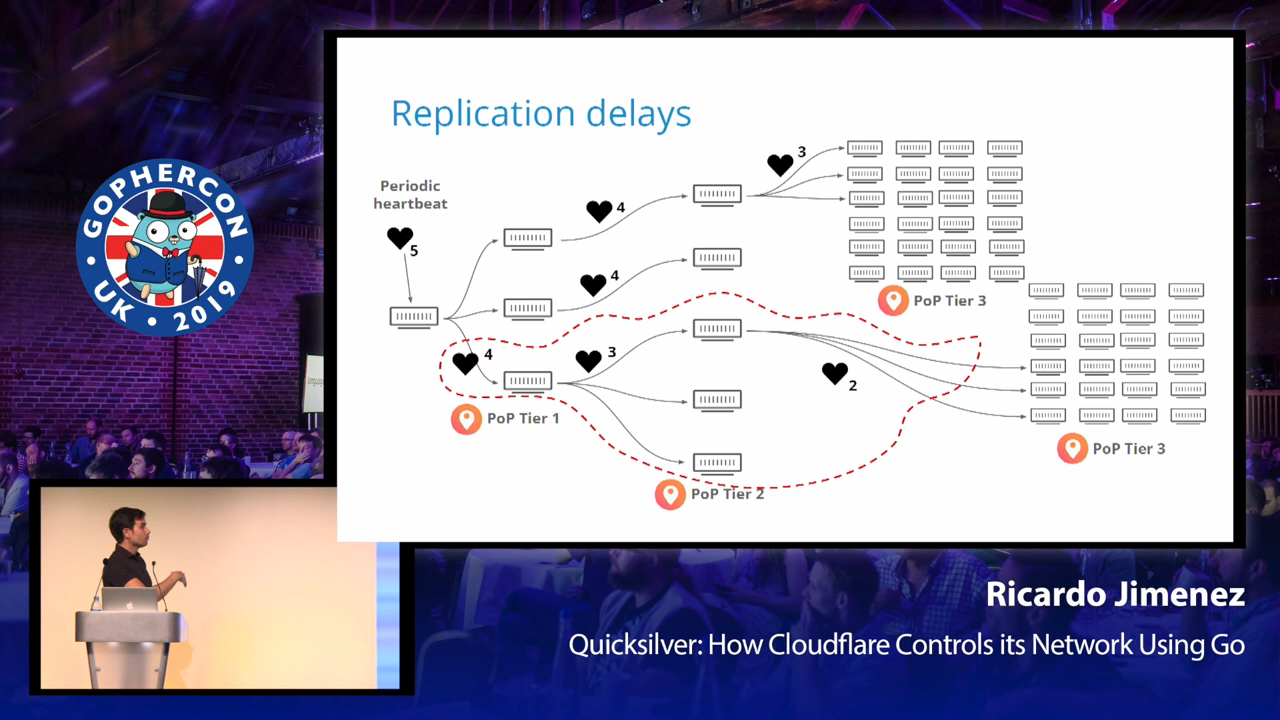 GOPHERCON
UK • 2019
Replication delays
Periodic
heartbeat
5
4
4
4
3
3
2
PoP Tier 1
PoP Tier 2
PoP Tier 3
PoP Tier 3
Ricardo Jimenez
Quicksilver: How Cloudflare Controls its Network Using Go